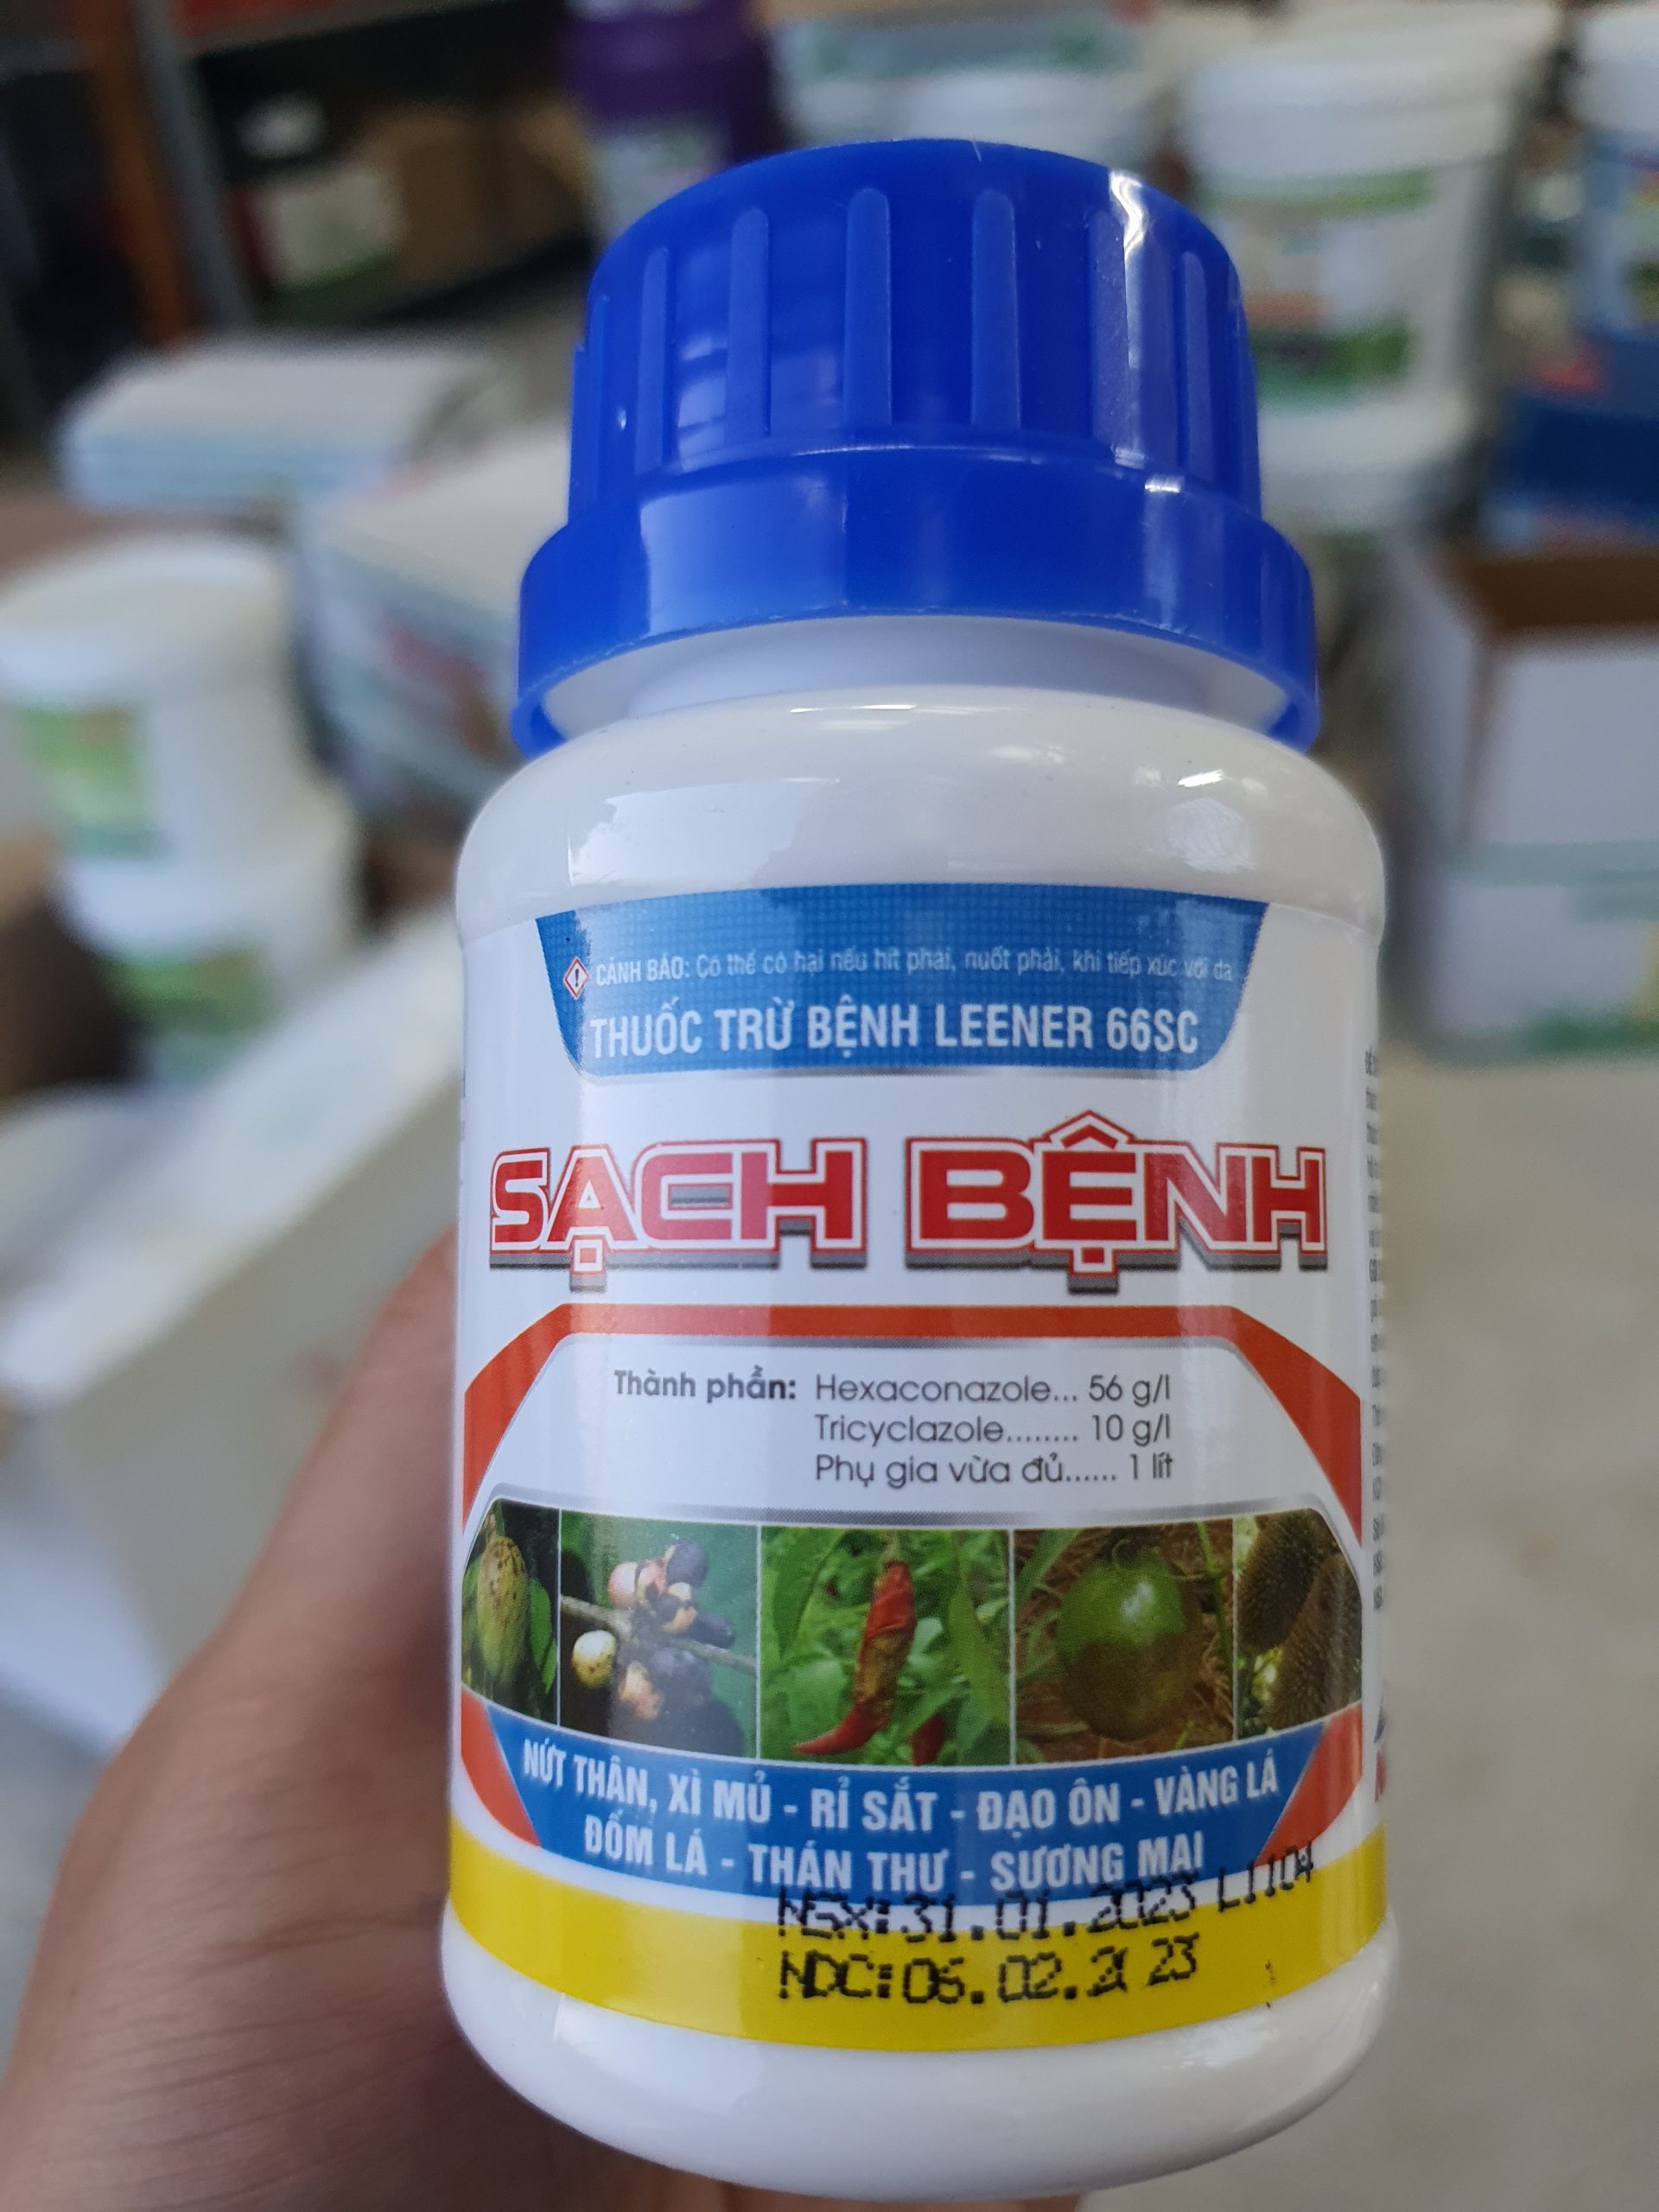 CẢNH BÁO: Có thể có hại nếu hít phải, nuốt phải, khi tiếp xúc với da
THUỐC TRỪ BỆNH LEENER 66SC
SẠCH BỆNH
Thành phần: Hexaconazole... 56 g/l
Tricyclazole........ 10 g/l
Phụ gia vừa đủ...... 1 lít
NỨT THÂN, XÌ MỦ - RỈ SẮT - ĐẠO ÔN - VÀNG LÁ
ĐỐM LÁ - THÁN THƯ - SƯƠNG MAI
NSX:31.01.2023 L1104
NDC:06.02.2023